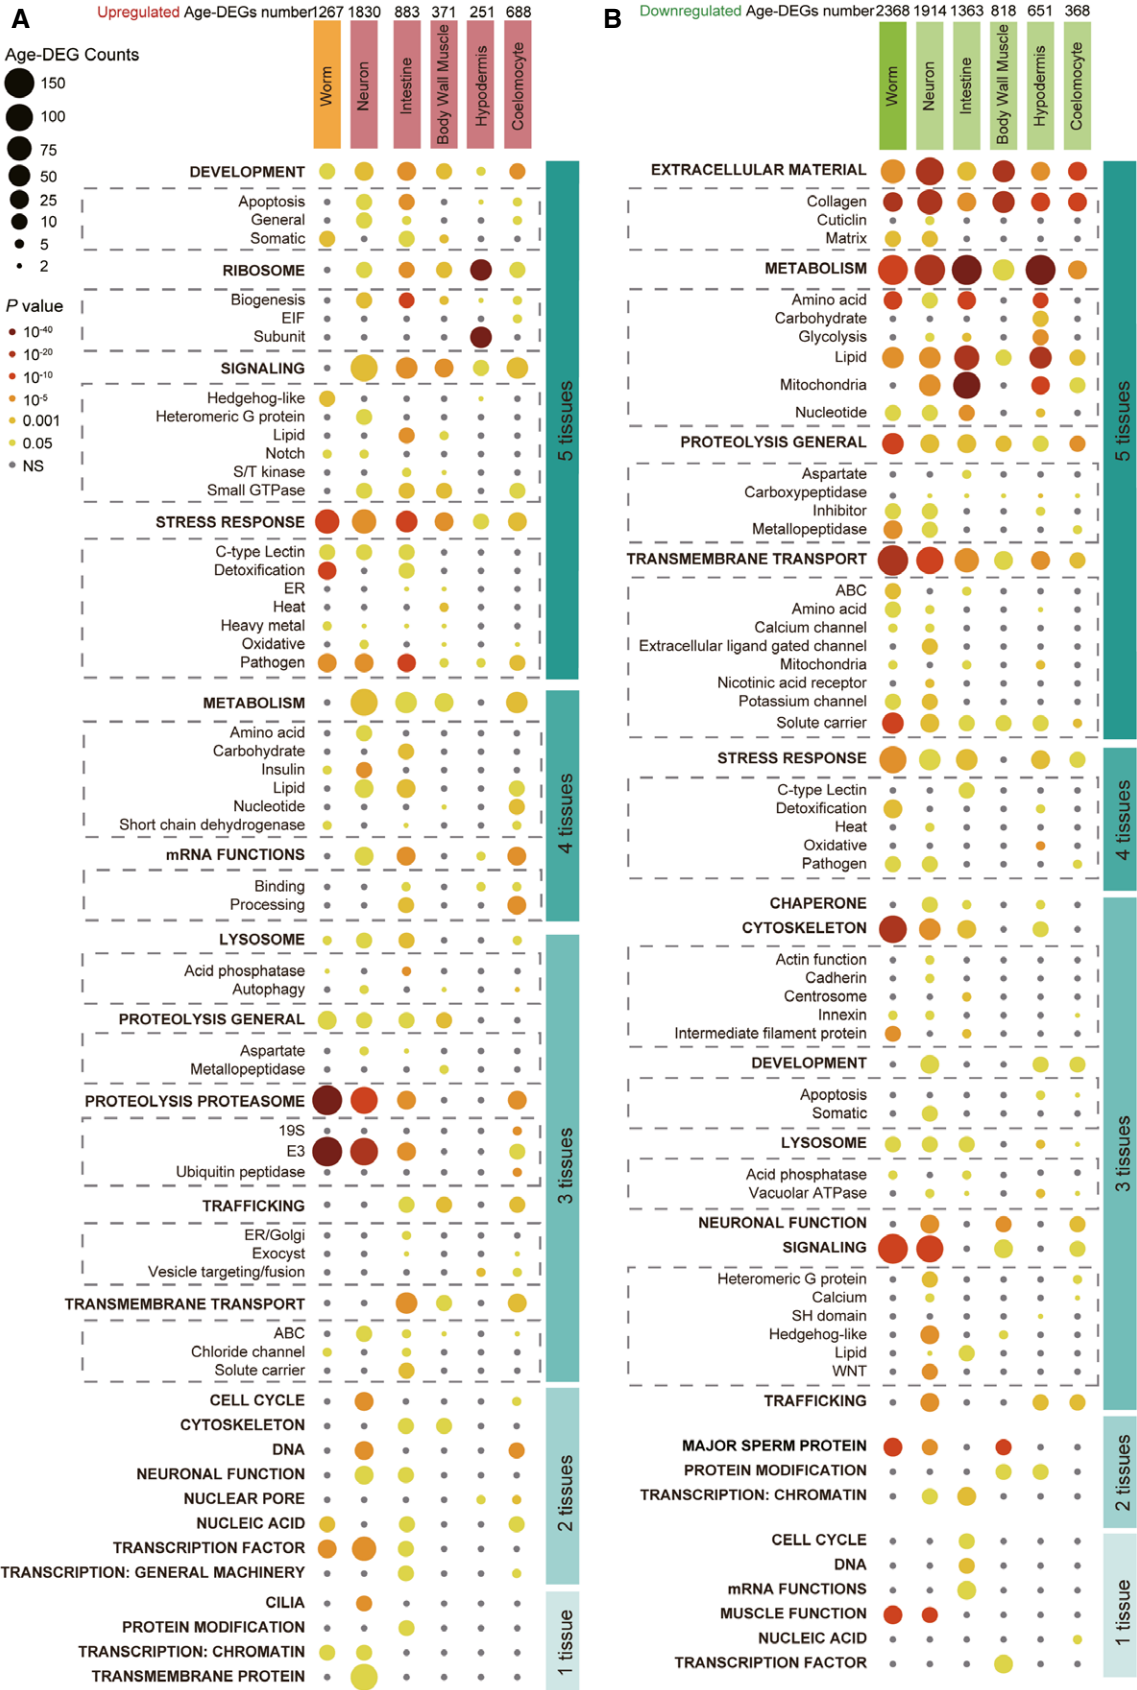 A
Upregulated Age-DEGs number 1267 1830 883 371 251 688
Age-DEG Counts
150
100
75
50
25
10
5
2
P value
10-40
10-20
10-10
10-5
0.001
0.05
NS
Worm
Neuron
Intestine
Body Wall Muscle
Hypodermis
Coelomocyte
DEVELOPMENT
Apoptosis
General
Somatic
RIBOSOME
Biogenesis
EIF
Subunit
SIGNALING
Hedgehog-like
Heteromeric G protein
Lipid
Notch
S/T kinase
Small GTPase
STRESS RESPONSE
C-type Lectin
Detoxification
ER
Heat
Heavy metal
Oxidative
Pathogen
5 tissues
METABOLISM
Amino acid
Carbohydrate
Insulin
Lipid
Nucleotide
Short chain dehydrogenase
mRNA FUNCTIONS
Binding
Processing
4 tissues
LYSOSOME
Acid phosphatase
Autophagy
PROTEOLYSIS GENERAL
Aspartate
Metallopeptidase
PROTEOLYSIS PROTEASOME
19S
E3
Ubiquitin peptidase
TRAFFICKING
ER/Golgi
Exocyst
Vesicle targeting/fusion
TRANSMEMBRANE TRANSPORT
ABC
Chloride channel
Solute carrier
3 tissues
CELL CYCLE
CYTOSKELETON
DNA
NEURONAL FUNCTION
NUCLEAR PORE
NUCLEIC ACID
TRANSCRIPTION FACTOR
TRANSCRIPTION: GENERAL MACHINERY
2 tissues
CILIA
PROTEIN MODIFICATION
TRANSCRIPTION: CHROMATIN
TRANSMEMBRANE PROTEIN
1 tissue
B
Downregulated Age-DEGs number 2368 1914 1363 818 651 368
Worm
Neuron
Intestine
Body Wall Muscle
Hypodermis
Coelomocyte
EXTRACELLULAR MATERIAL
Collagen
Cuticlin
Matrix
METABOLISM
Amino acid
Carbohydrate
Glycolysis
Lipid
Mitochondria
Nucleotide
PROTEOLYSIS GENERAL
Aspartate
Carboxypeptidase
Inhibitor
Metallopeptidase
TRANSMEMBRANE TRANSPORT
ABC
Amino acid
Calcium channel
Extracellular ligand gated channel
Mitochondria
Nicotinic acid receptor
Potassium channel
Solute carrier
5 tissues
STRESS RESPONSE
C-type Lectin
Detoxification
Heat
Oxidative
Pathogen
4 tissues
CHAPERONE
CYTOSKELETON
Actin function
Cadherin
Centrosome
Innexin
Intermediate filament protein
DEVELOPMENT
Apoptosis
Somatic
LYSOSOME
Acid phosphatase
Vacuolar ATPase
NEURONAL FUNCTION
SIGNALING
Heteromeric G protein
Calcium
SH domain
Hedgehog-like
Lipid
WNT
TRAFFICKING
3 tissues
MAJOR SPERM PROTEIN
PROTEIN MODIFICATION
TRANSCRIPTION: CHROMATIN
2 tissues
CELL CYCLE
DNA
mRNA FUNCTIONS
MUSCLE FUNCTION
NUCLEIC ACID
TRANSCRIPTION FACTOR
1 tissue